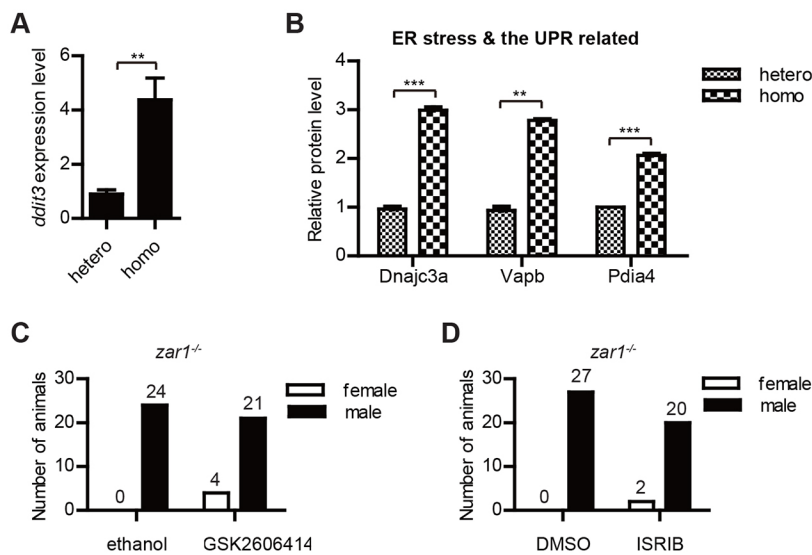 A
**
ddit3 expression level
6
4
2
0
hetero
homo
B
ER stress & the UPR related
Relative protein level
4
3
2
1
0
***
**
***
Dnajc3a
Vapb
Pdia4
hetero
homo
C
zar1-/-
Number of animals
30
20
10
0
0
24
4
21
ethanol
GSK2606414
female
male
D
zar1-/-
Number of animals
30
20
10
0
0
27
2
20
DMSO
ISRIB
female
male